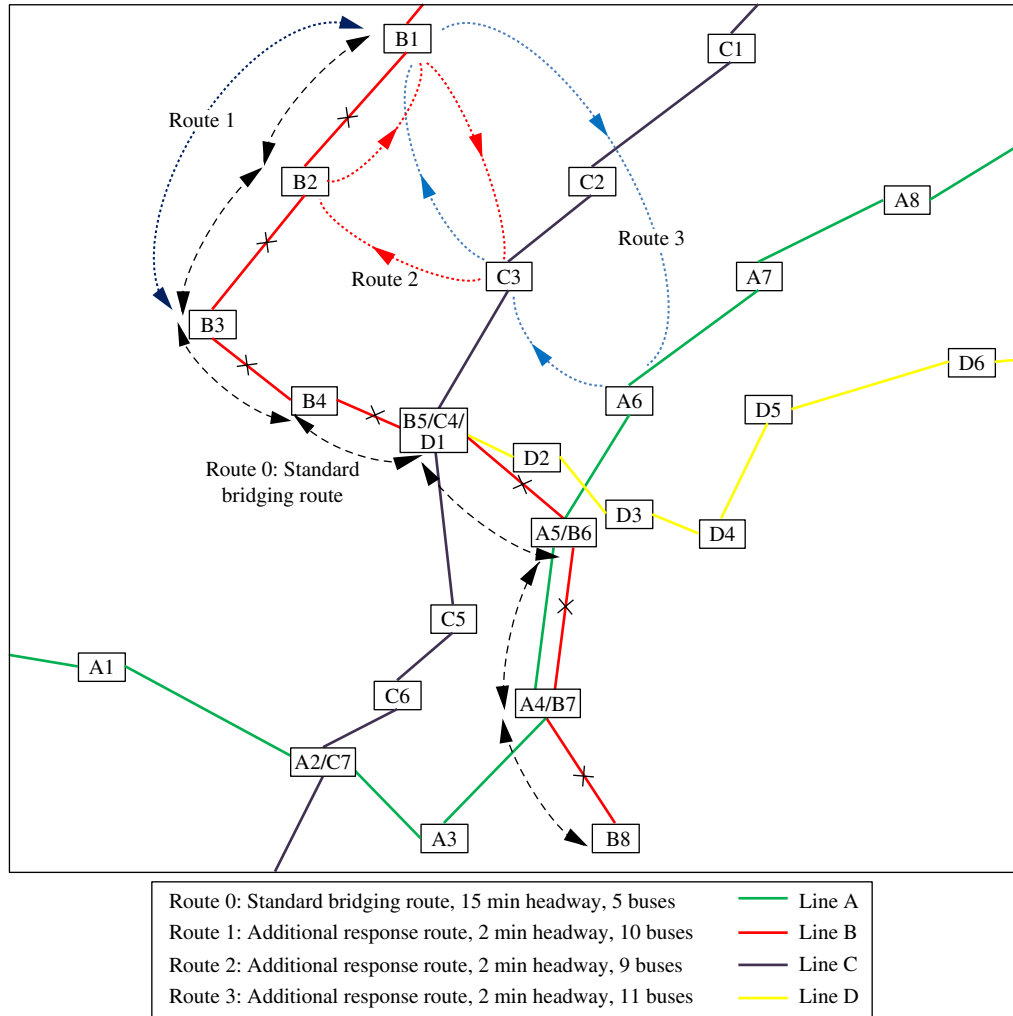 B1
C1
Route 1
B2
C2
A8
Route 3
Route 2
C3
A7
B3
B4
A6
D6
D5
B5/C4/
D1
D2
Route 0: Standard
bridging route
D3
A5/B6
D4
C5
A1
C6
A4/B7
A2/C7
A3
B8
Route 0: Standard bridging route, 15 min headway, 5 buses
Line A
Route 1: Additional response route, 2 min headway, 10 buses
Line B
Route 2: Additional response route, 2 min headway, 9 buses
Line C
Route 3: Additional response route, 2 min headway, 11 buses
Line D